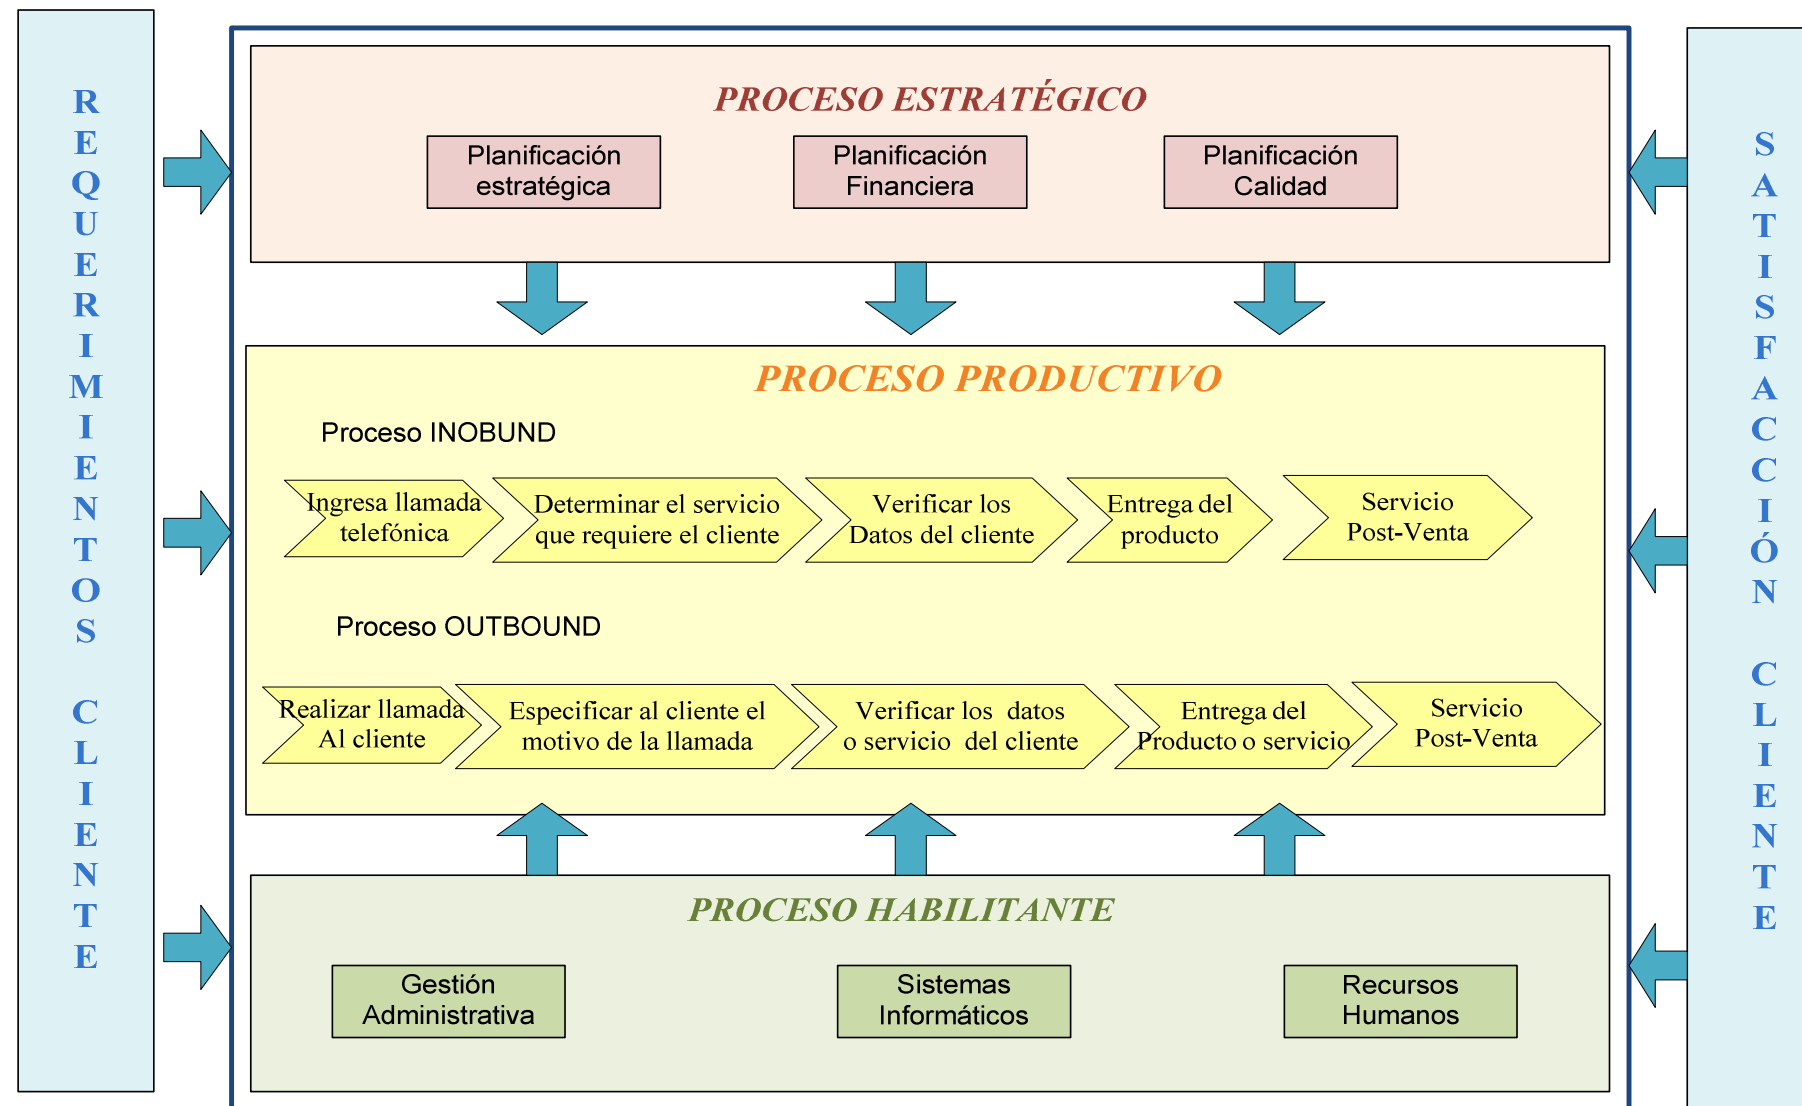 REQUERIMIENTOS CLIENTE
PROCESO ESTRATÉGICO
Planificación
estratégica
Planificación
Financiera
Planificación
Calidad
PROCESO PRODUCTIVO
Proceso INOBUND
Ingresa llamada
telefónica
Determinar el servicio
que requiere el cliente
Verificar los
Datos del cliente
Entrega del
producto
Servicio
Post-Venta
Proceso OUTBOUND
Realizar llamada
Al cliente
Especificar al cliente el
motivo de la llamada
Verificar los datos
o servicio del cliente
Entrega del
Producto o servicio
Servicio
Post-Venta
PROCESO HABILITANTE
Gestión
Administrativa
Sistemas
Informáticos
Recursos
Humanos
SATISFACCIÓN CLIENTE